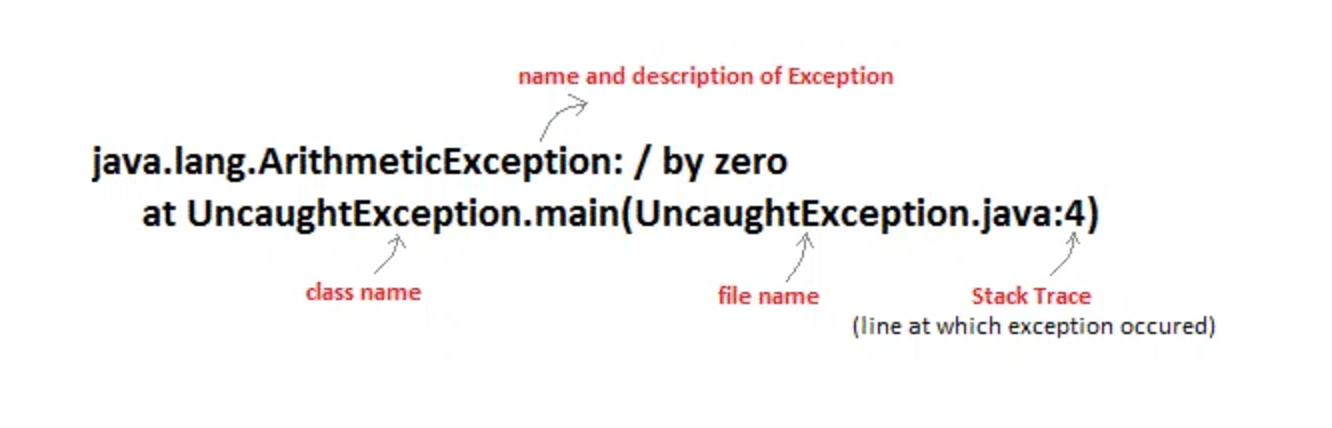 name and description of Exception
java.lang.ArithmeticException: / by zero
at UncaughtException.main(UncaughtException.java:4)
class name
file name
Stack Trace
(line at which exception occured)